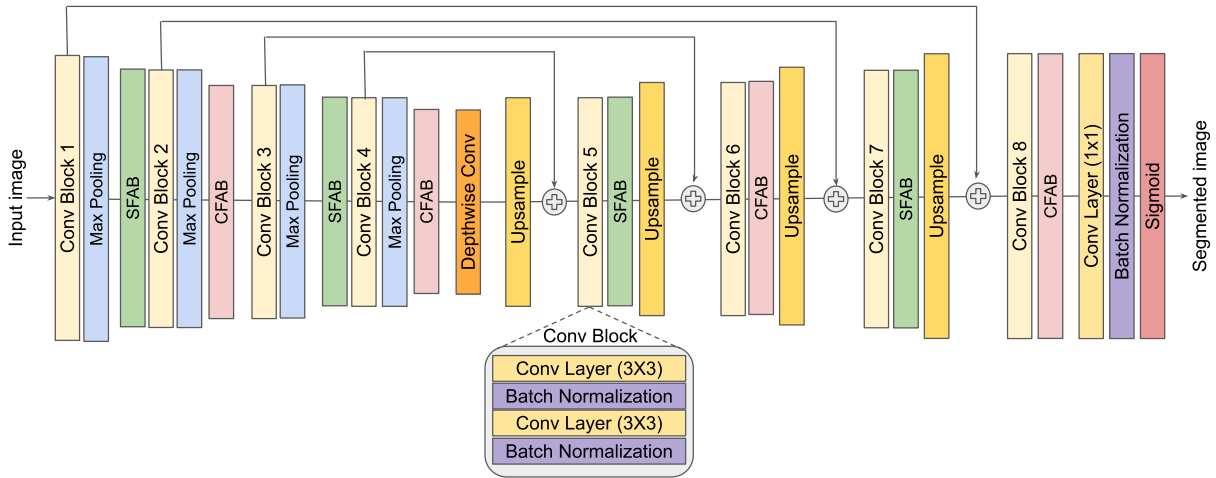 Input image
Conv Block 1
Max Pooling
SFAB
Conv Block 2
Max Pooling
CFAB
Conv Block 3
Max Pooling
SFAB
Conv Block 4
Max Pooling
CFAB
Depthwise Conv
Upsample
Conv Block 5
SFAB
Upsample
Conv Block 6
CFAB
Upsample
Conv Block 7
SFAB
Upsample
Conv Block 8
CFAB
Conv Layer (1x1)
Batch Normalization
Sigmoid
Segmented image
Conv Block
Conv Layer (3X3)
Batch Normalization
Conv Layer (3X3)
Batch Normalization